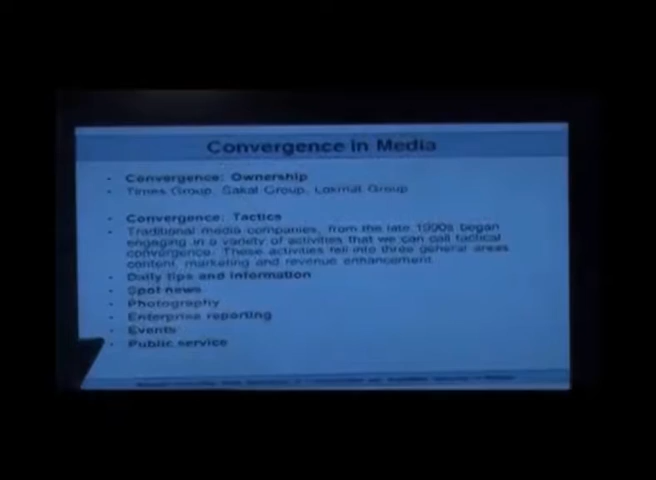 Convergence in Media
Convergence: Ownership
Times Group, Sakal Group, Lokmat Group
Convergence: Tactics
Traditional media companies, from the late 1990s began
engaging in a variety of activities that we can call tactical
convergence. These activities fell into three general areas
content, marketing and revenue enhancement.
Daily tips and information
Spot news
Photography
Enterprise reporting
Events
Public service